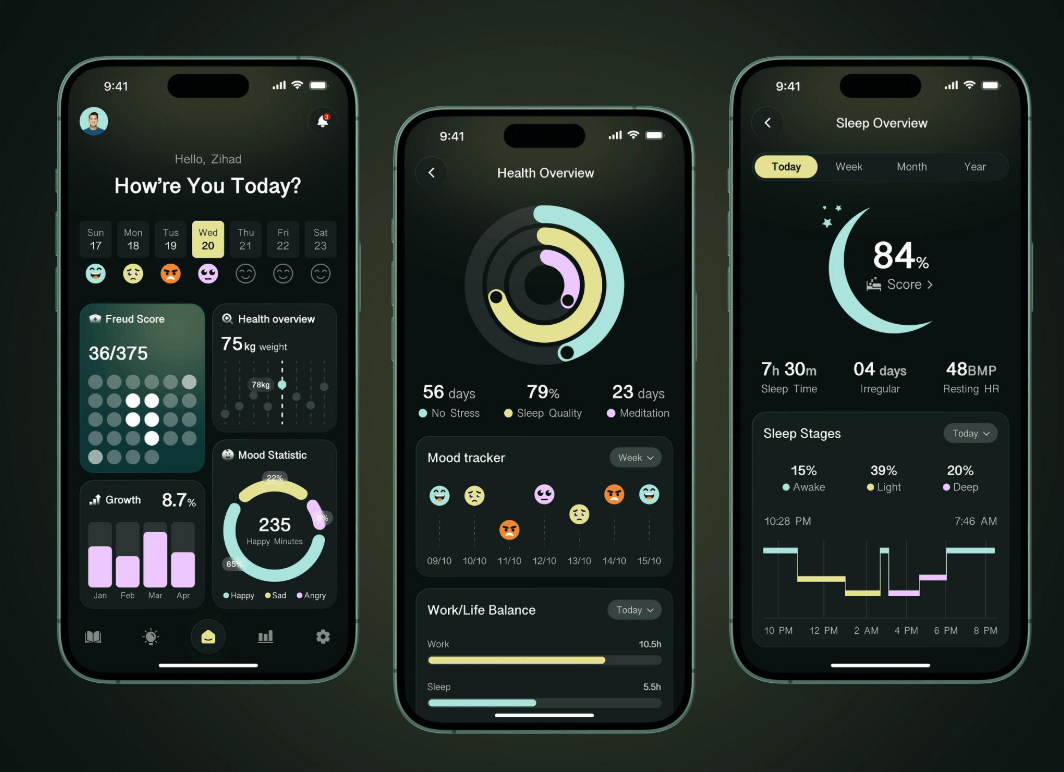 9:41
3
Hello, Zihad
How're You Today?
Sun Mon Tus Wed Thu Fri Sat
17 18 19 20 21 22 23
Freud Score
36/375
Health overview
75kg weight
78kg
Growth 8.7%
Jan Feb Mar Apr
Mood Statistic
22%
8%
65%
235
Happy Minutes
Happy Sad Angry
9:41
Health Overview
56 days 79% 23 days
No Stress Sleep Quality Meditation
Mood tracker Week
09/10 10/10 11/10 12/10 13/10 14/10 15/10
Work/Life Balance Today
Work 10.5h
Sleep 5.5h
9:41
Sleep Overview
Today Week Month Year
84%
Score
7h 30m 04 days 48BPM
Sleep Time Irregular Resting HR
Sleep Stages Today
15% 39% 20%
Awake Light Deep
10:28 PM 7:46 AM
10 PM 12 PM 2 AM 4 PM 6 PM 8 PM